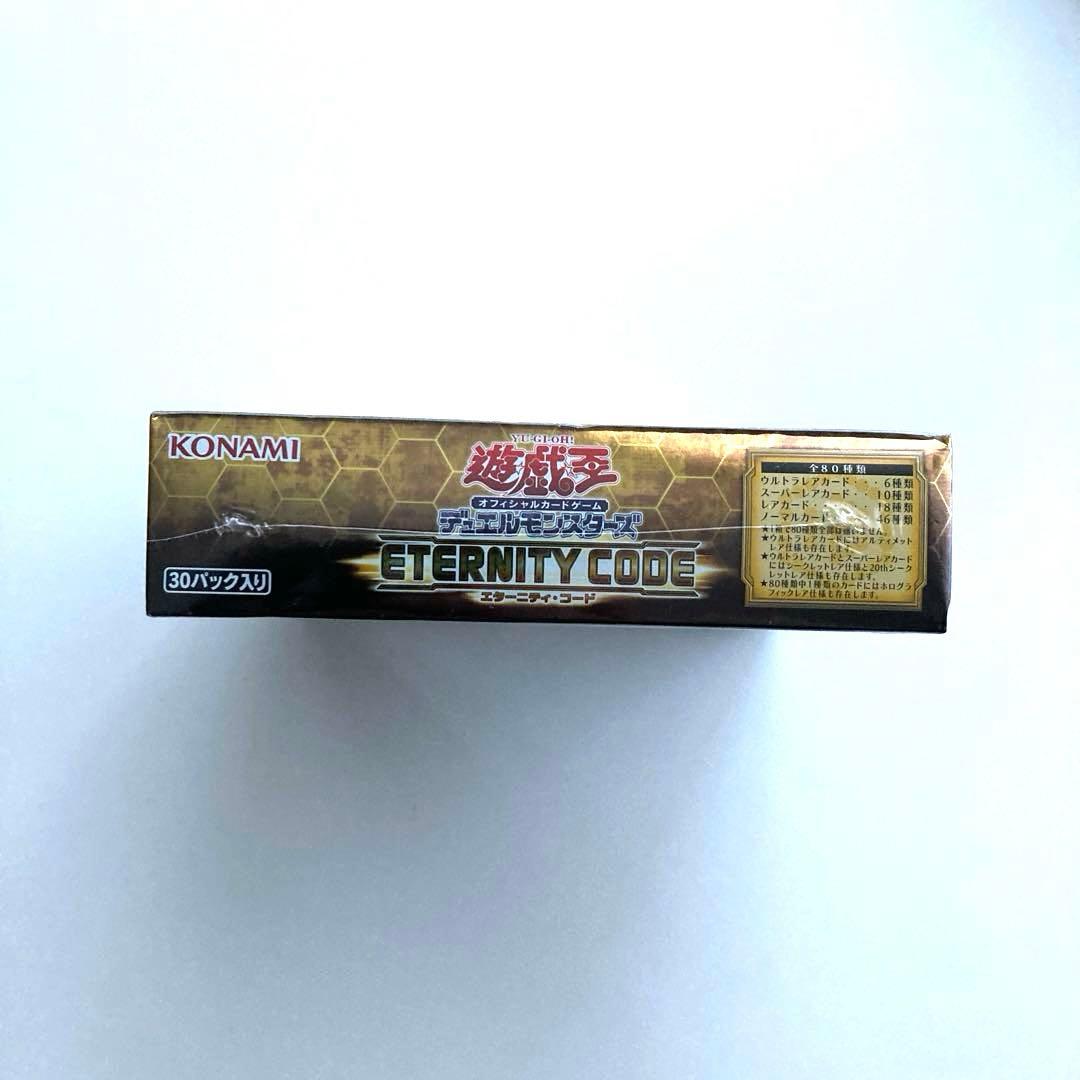 KONAMI
YU-GI-OH!
遊戯王
オフィシャルカードゲーム
デュエルモンスターズ
ETERNITY CODE
エターニティ・コード
30パック入り
全80種類
ウルトラレアカード・・・6種類
スーパーレアカード・・10種類
レアカード・・・・・・18種類
ノーマルカード 46種類
★1箱で80種類全部は揃いません。
★ウルトラレアカードにはアルティメット
レア仕様も存在します。
★ウルトラレアカードとスーパーレアカード
にはシークレットレア仕様と20thシーク
レットレア仕様も存在します。
★80種類中1種類のカードにはホログラ
フィックレア仕様も存在します。